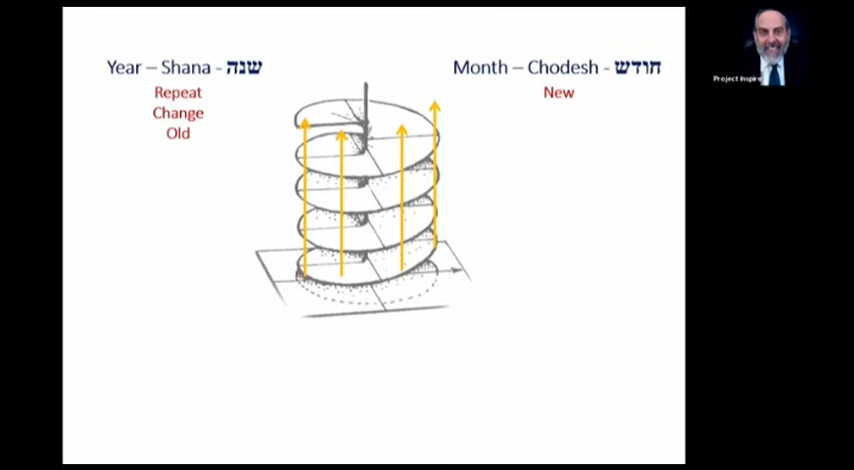 Year – Shana - שנה
Repeat
Change
Old
Month – Chodesh - חודש
New
Project Inspire